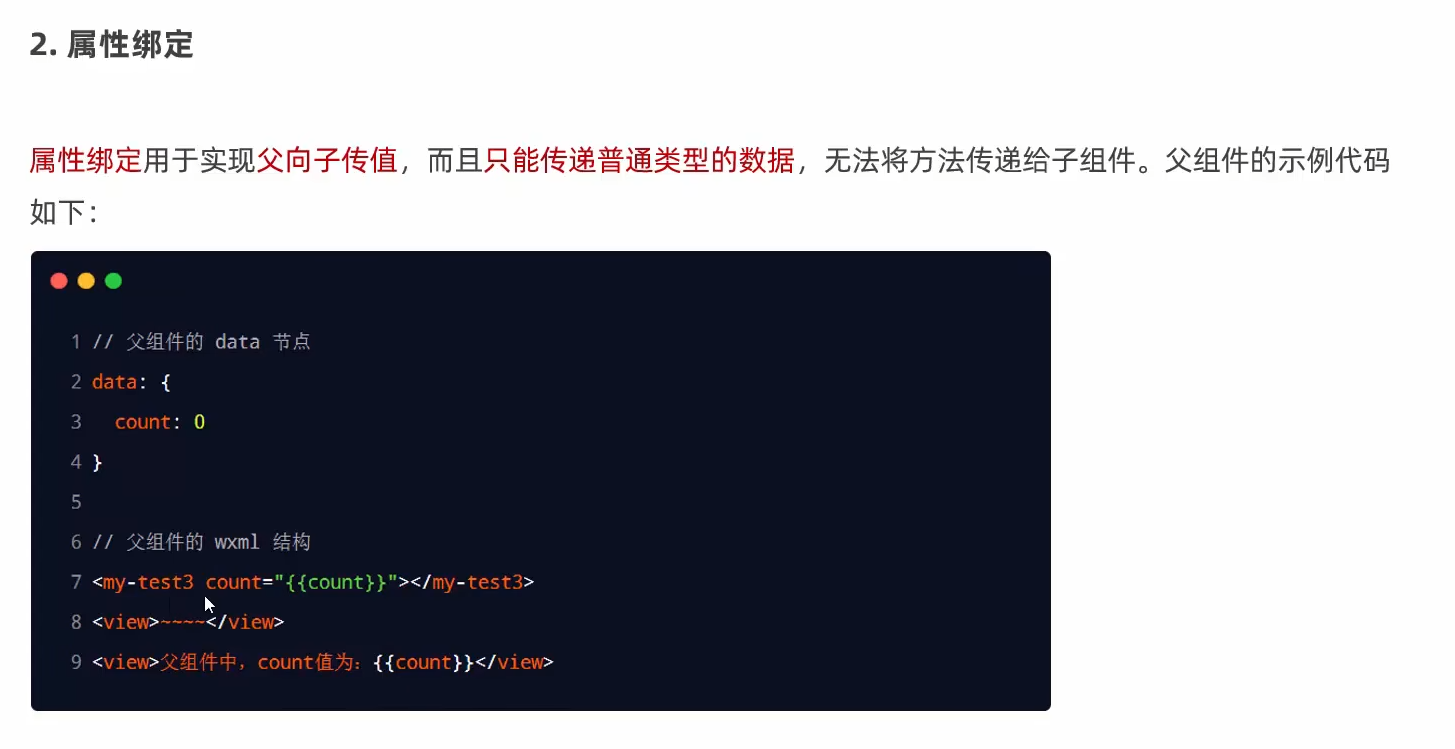 2. 属性绑定
属性绑定用于实现父向子传值，而且只能传递普通类型的数据，无法将方法传递给子组件。父组件的示例代码
如下：
1 // 父组件的 data 节点
2 data: {
3   count: 0
4 }
5
6 // 父组件的 wxml 结构
7 <my-test3 count="{{count}}"></my-test3>
8 <view>~~~~</view>
9 <view>父组件中，count值为：{{count}}</view>